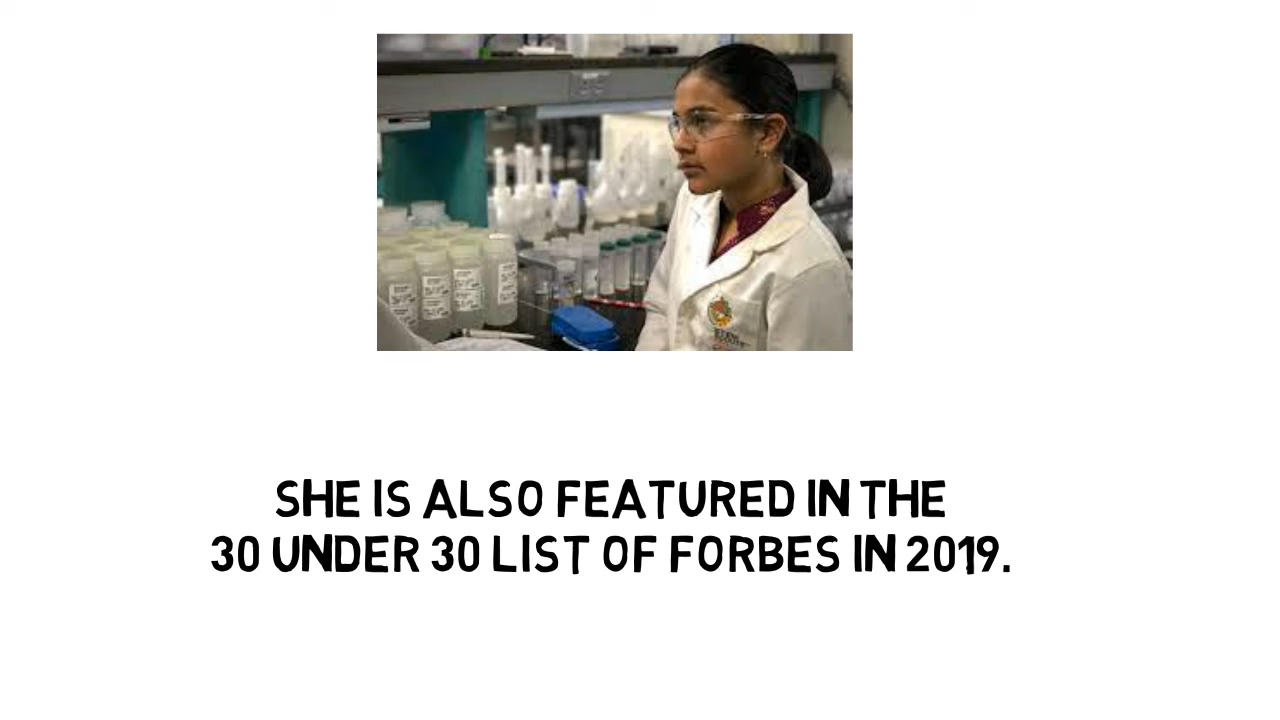 SHE IS ALSO FEATURED IN THE
30 UNDER 30 LIST OF FORBES IN 2019.